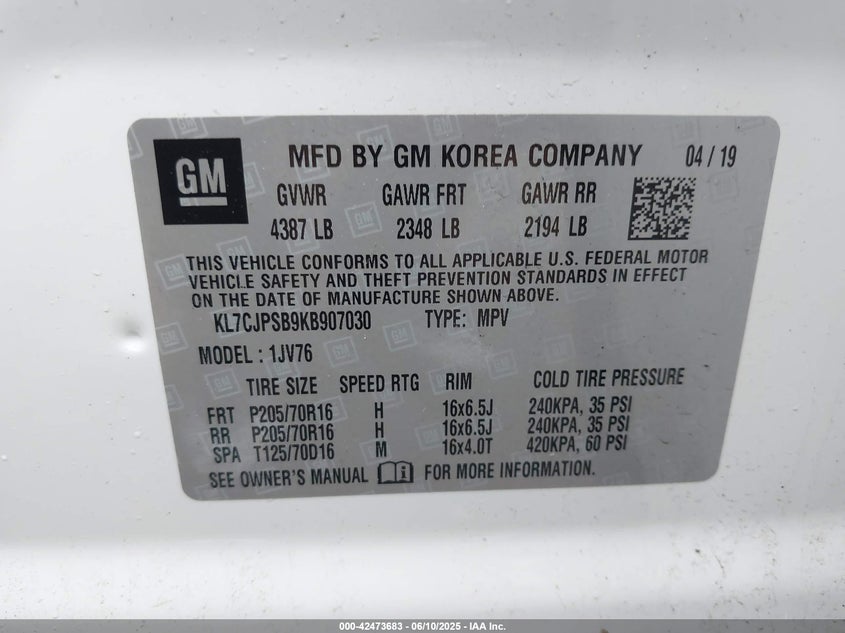 GM
MFD BY GM KOREA COMPANY 04 / 19
GVWR GAWR FRT GAWR RR
4387 LB 2348 LB 2194 LB
THIS VEHICLE CONFORMS TO ALL APPLICABLE U.S. FEDERAL MOTOR
VEHICLE SAFETY AND THEFT PREVENTION STANDARDS IN EFFECT
ON THE DATE OF MANUFACTURE SHOWN ABOVE.
KL7CJPSB9KB907030 TYPE: MPV
MODEL : 1JV76
TIRE SIZE SPEED RTG RIM COLD TIRE PRESSURE
FRT P205/70R16 H 16x6.5J 240KPA, 35 PSI
RR P205/70R16 H 16x6.5J 240KPA, 35 PSI
SPA T125/70D16 M 16x4.0T 420KPA, 60 PSI
SEE OWNER'S MANUAL FOR MORE INFORMATION.
000-42473683 / 06/10/2025 - IAA Inc.